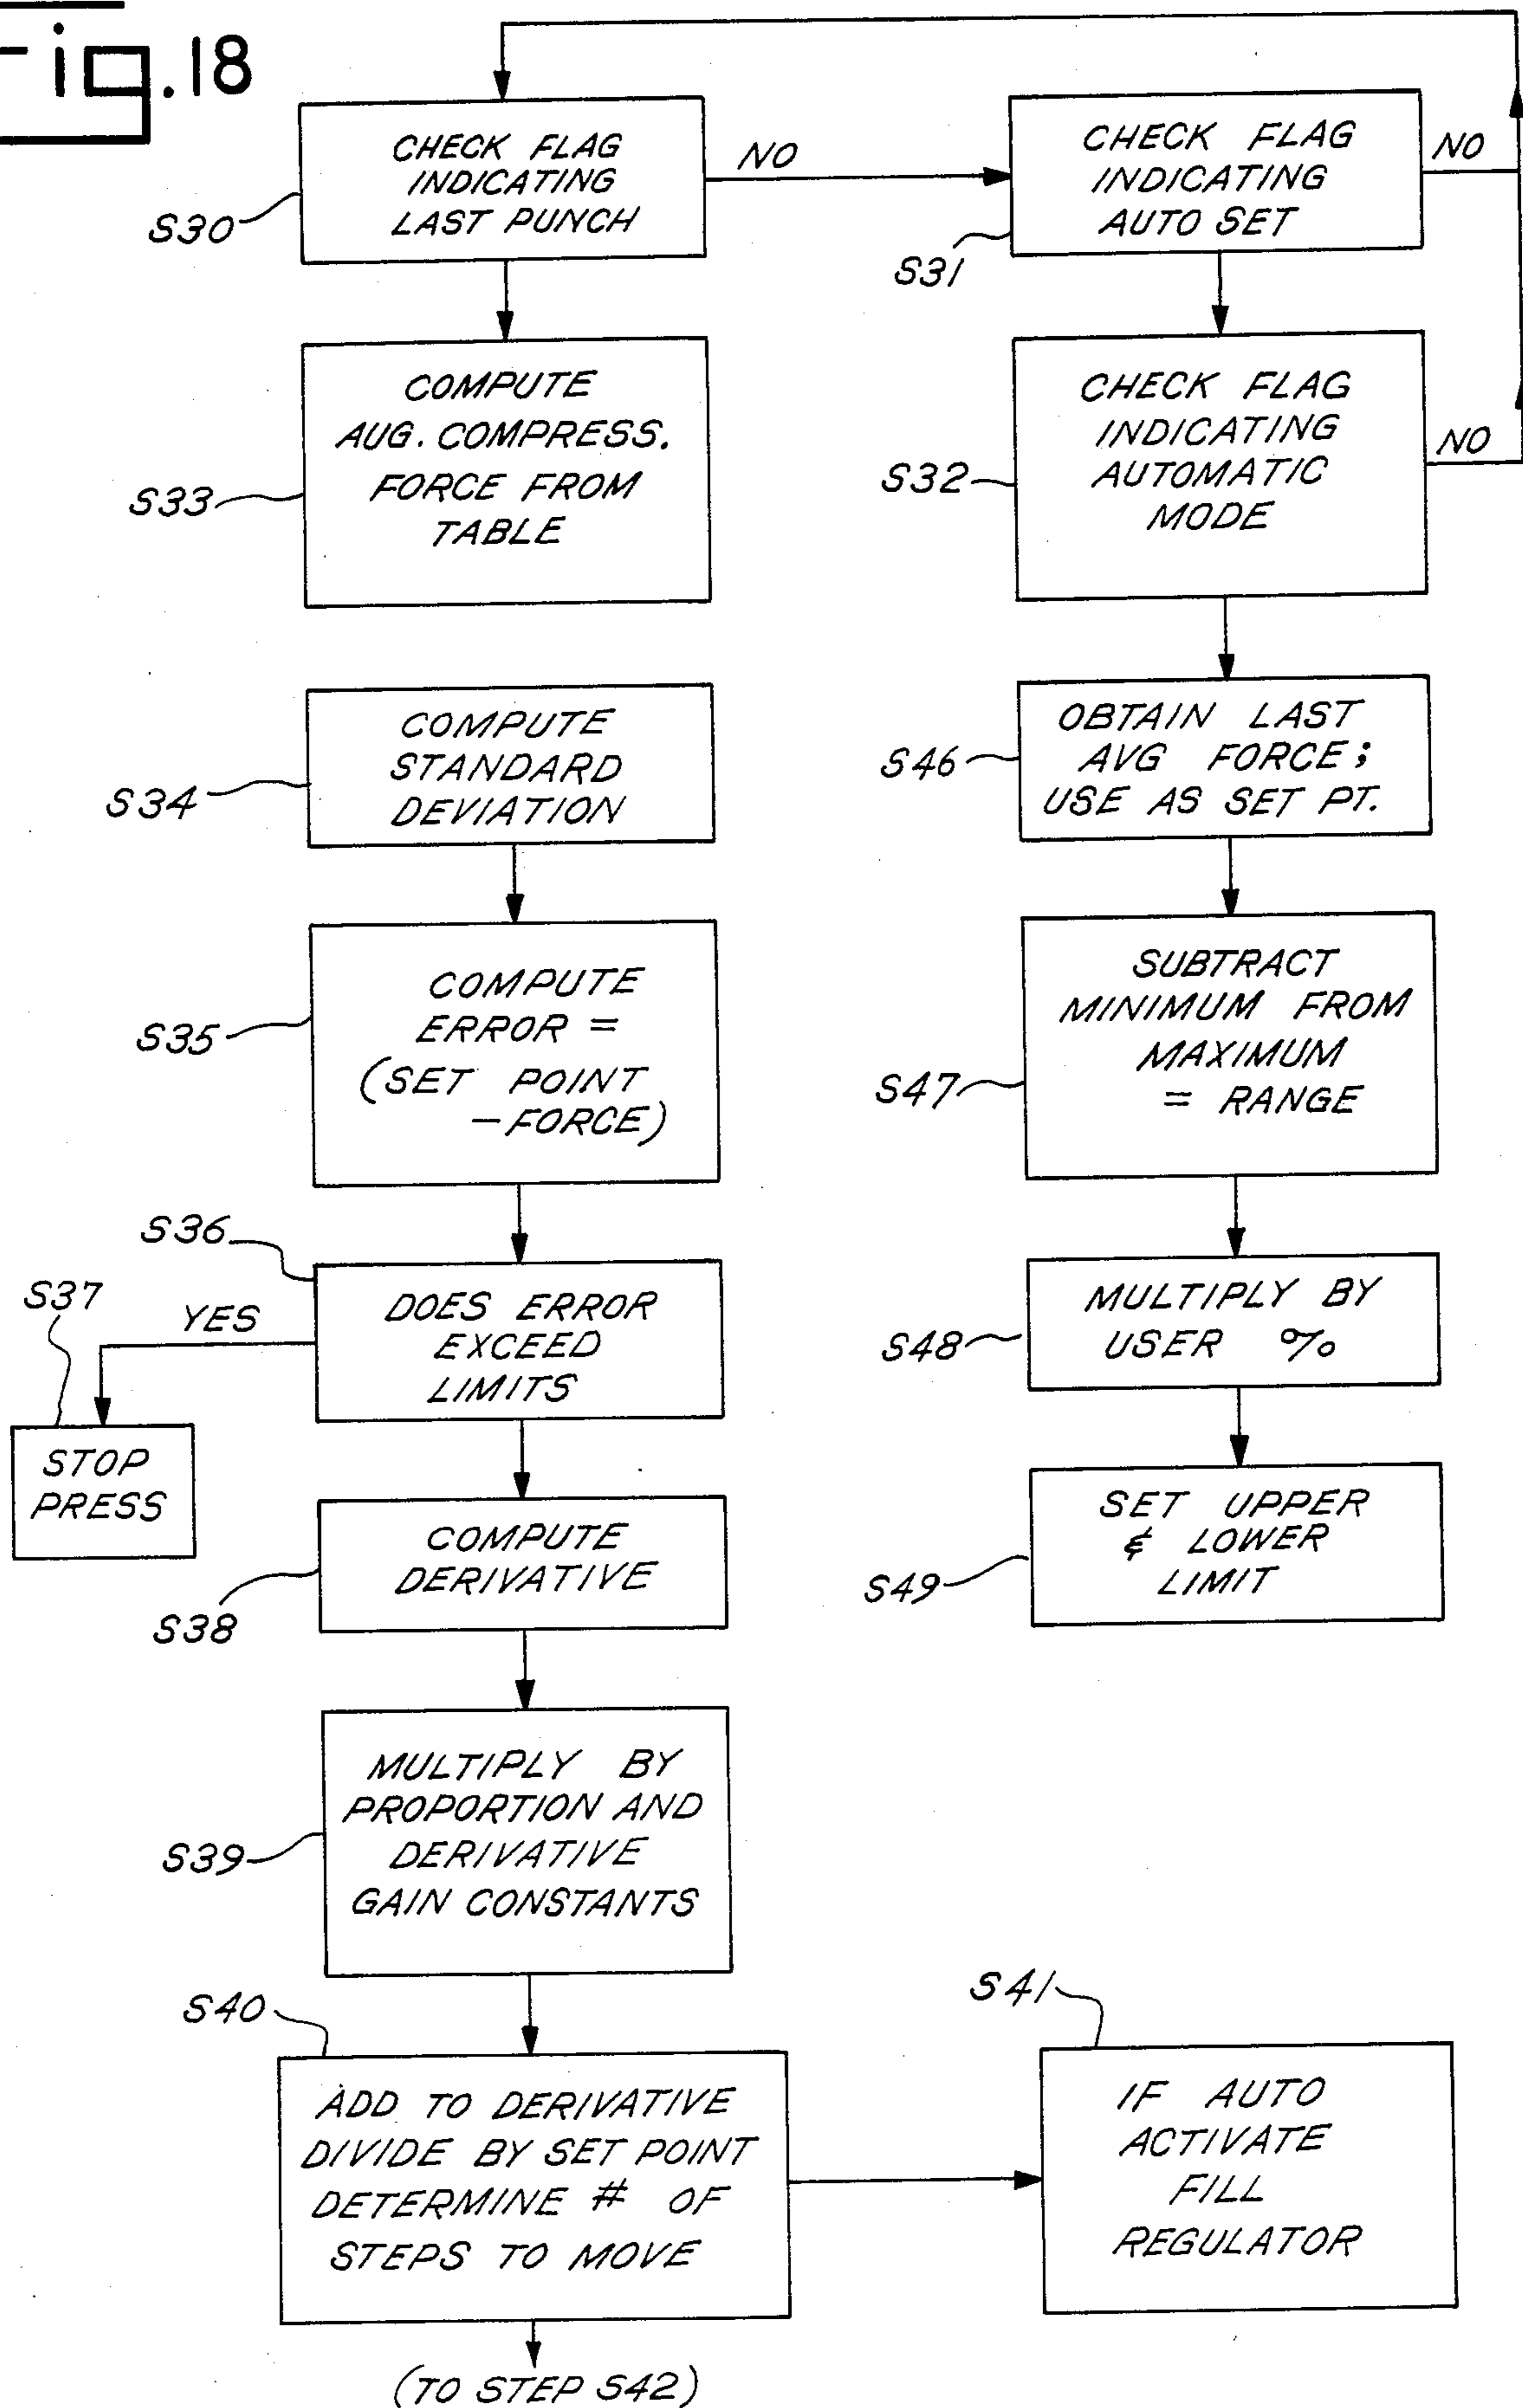 Fig.18
CHECK FLAG
INDICATING
LAST PUNCH
S30
NO
CHECK FLAG
INDICATING
AUTO SET
S31
NO
COMPUTE
AUG. COMPRESS.
FORCE FROM
TABLE
S33
CHECK FLAG
INDICATING
AUTOMATIC
MODE
S32
NO
COMPUTE
STANDARD
DEVIATION
S34
OBTAIN LAST
AVG FORCE;
USE AS SET PT.
S46
COMPUTE
ERROR =
(SET POINT
-FORCE)
S35
SUBTRACT
MINIMUM FROM
MAXIMUM
= RANGE
S47
S36
DOES ERROR
EXCEED
LIMITS
YES
S37
STOP
PRESS
MULTIPLY BY
USER %
S48
COMPUTE
DERIVATIVE
S38
SET UPPER
& LOWER
LIMIT
S49
MULTIPLY BY
PROPORTION AND
DERIVATIVE
GAIN CONSTANTS
S39
S40
ADD TO DERIVATIVE
DIVIDE BY SET POINT
DETERMINE # OF
STEPS TO MOVE
S41
IF AUTO
ACTIVATE
FILL
REGULATOR
(TO STEP S42)